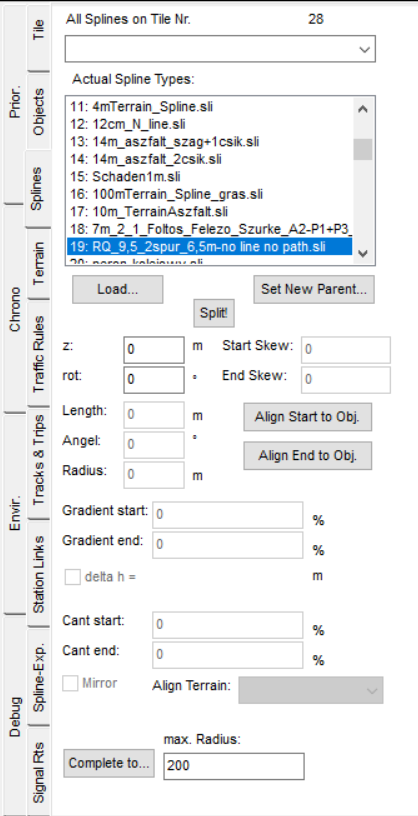 Prior.
Chrono
Envir.
Debug
Tile
Objects
Splines
Terrain
Traffic Rules
Tracks & Trips
Station Links
Spline-Exp.
Signal Rts
All Splines on Tile Nr. 28
Actual Spline Types:
11: 4mTerrain_Spline.sli
12: 12cm_N_line.sli
13: 14m_aszfalt_szag+1csik.sli
14: 14m_aszfalt_2csik.sli
15: Schaden1m.sli
16: 100mTerrain_Spline_gras.sli
17: 10m_TerrainAszfalt.sli
18: 7m_2_1_Foltos_Felezo_Szurke_A2-P1+P3_
19: RQ_9,5_2spur_6,5m-no line no path.sli
Load... Set New Parent...
Split!
z: 0 m Start Skew: 0
rot: 0 ° End Skew: 0
Length: 0 m Align Start to Obj.
Angel: 0 ° Align End to Obj.
Radius: 0 m
Gradient start: 0 %
Gradient end: 0 %
delta h = m
Cant start: 0 %
Cant end: 0 %
Mirror Align Terrain:
max. Radius:
Complete to... 200